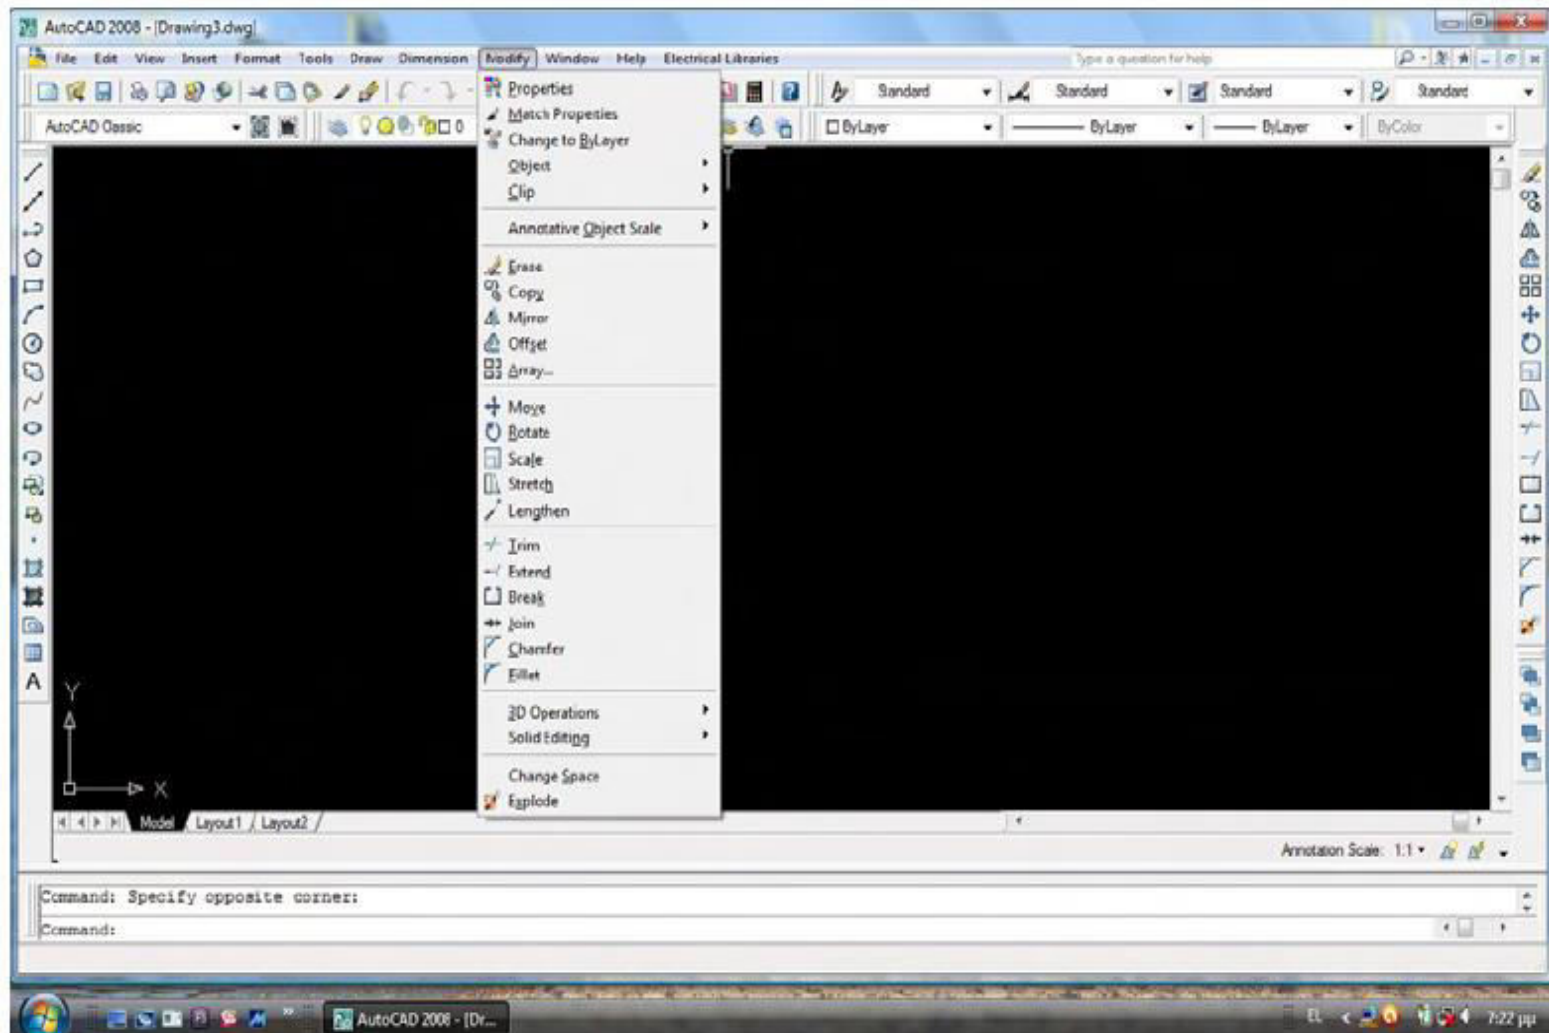 AutoCAD 2008 - [Drawing3.dwg]
File Edit View Insert Format Tools Draw Dimension Modify Window Help Electrical Libraries Type a question for help
Standard Standard Standard Standard
AutoCAD Classic 0 ByLayer ByLayer ByLayer ByColor
Properties
Match Properties
Change to ByLayer
Object
Clip
Annotative Object Scale
Erase
Copy
Mirror
Offset
Array...
Move
Rotate
Scale
Stretch
Lengthen
Trim
Extend
Break
Join
Chamfer
Fillet
3D Operations
Solid Editing
Change Space
Explode
A
Y
X
Model Layout1 Layout2
Annotation Scale: 1:1
Command: Specify opposite corner:
Command:
AutoCAD 2008 - [Dr... EL 7:22 μμ